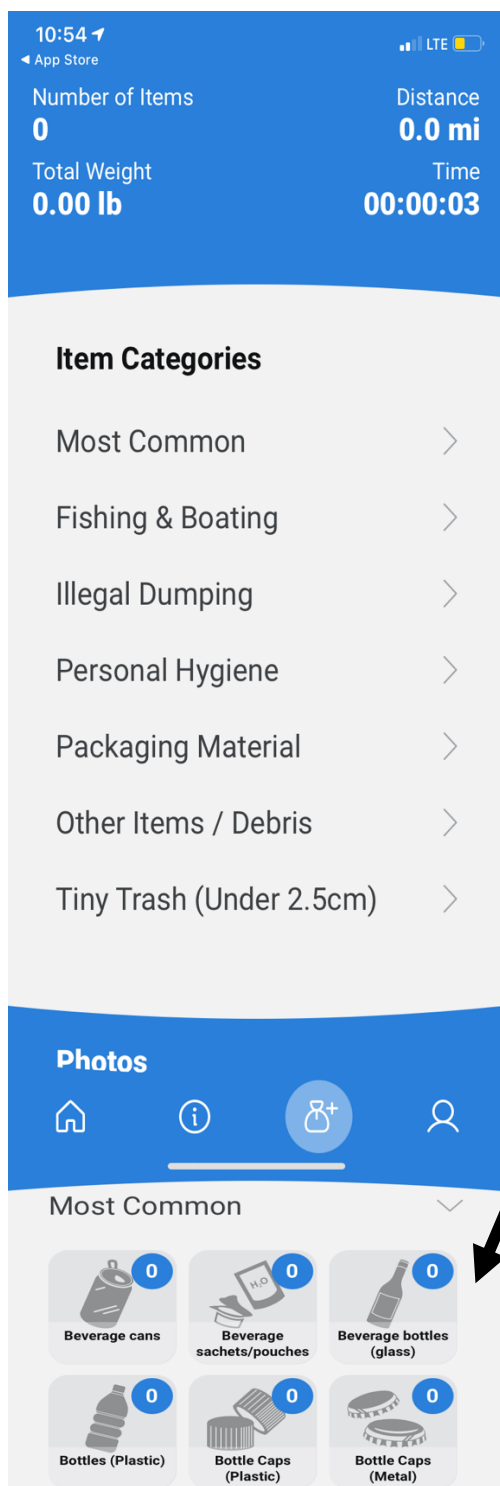 10:54
LTE
App Store
Number of Items
Distance
0
0.0 mi
Total Weight
Time
0.00 lb
00:00:03
Item Categories
Most Common
Fishing & Boating
Illegal Dumping
Personal Hygiene
Packaging Material
Other Items / Debris
Tiny Trash (Under 2.5cm)
Photos
Most Common
0
0
0
H₂O
Beverage cans
Beverage
sachets/pouches
Beverage bottles
(glass)
0
0
0
Bottles (Plastic)
Bottle Caps
(Plastic)
Bottle Caps
(Metal)